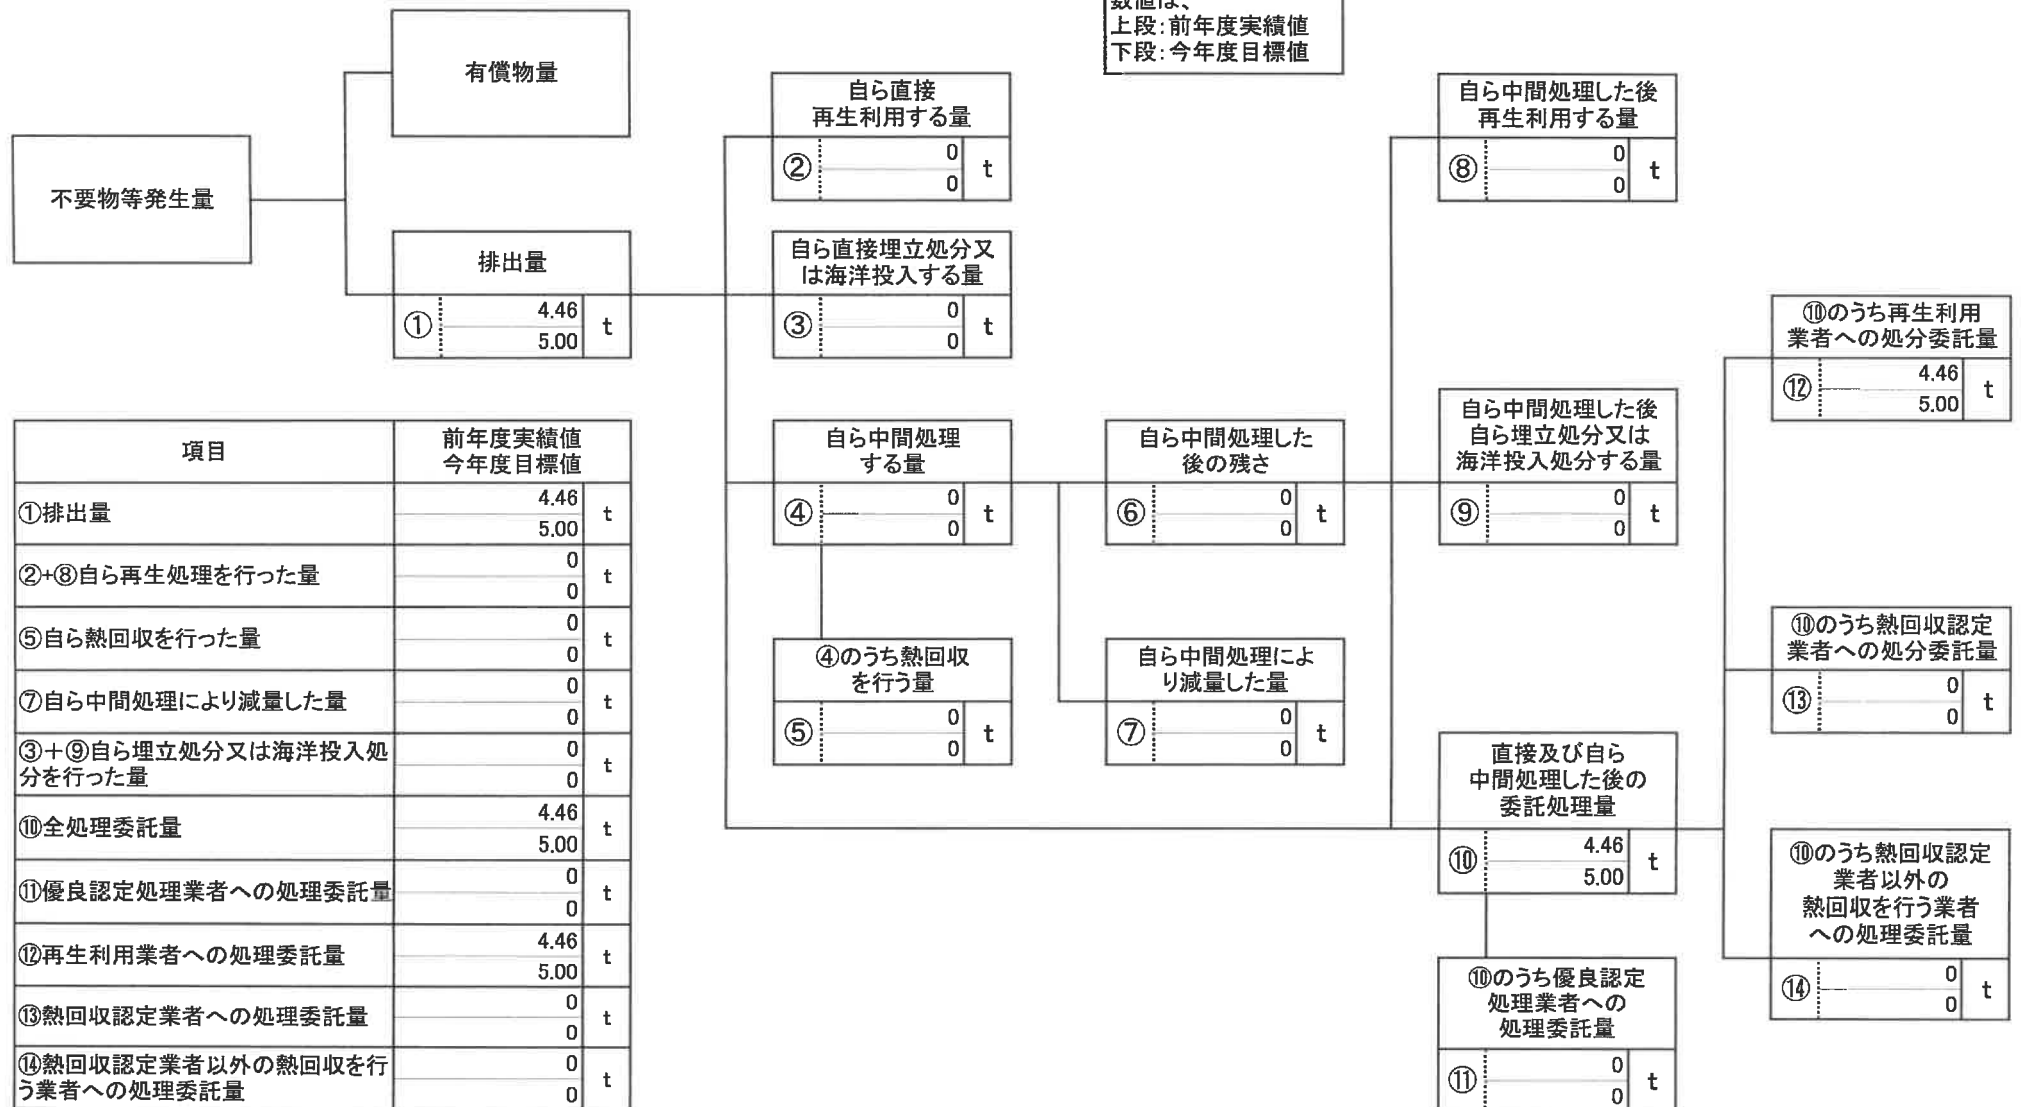 数値は、
上段：前年度実績値
下段：今年度目標値
有償物量
不要物等発生量
排出量
①
4.46
5.00
t
自ら直接
再生利用する量
②
0
0
t
自ら直接埋立処分又
は海洋投入する量
③
0
0
t
自ら中間処理
する量
④
0
0
t
④のうち熱回収
を行う量
⑤
0
0
t
自ら中間処理した
後の残さ
⑥
0
0
t
自ら中間処理によ
り減量した量
⑦
0
0
t
自ら中間処理した後
再生利用する量
⑧
0
0
t
自ら中間処理した後
自ら埋立処分又は
海洋投入処分する量
⑨
0
0
t
直接及び自ら
中間処理した後の
委託処理量
⑩
4.46
5.00
t
⑩のうち優良認定
処理業者への
処理委託量
⑪
0
0
t
⑩のうち再生利用
業者への処分委託量
⑫
4.46
5.00
t
⑩のうち熱回収認定
業者への処分委託量
⑬
0
0
t
⑩のうち熱回収認定
業者以外の
熱回収を行う業者
への処理委託量
⑭
0
0
t
項目
前年度実績値
今年度目標値
①排出量
4.46
5.00
t
②+⑧自ら再生処理を行った量
0
0
t
⑤自ら熱回収を行った量
0
0
t
⑦自ら中間処理により減量した量
0
0
t
③＋⑨自ら埋立処分又は海洋投入処
分を行った量
0
0
t
⑩全処理委託量
4.46
5.00
t
⑪優良認定処理業者への処理委託量
0
0
t
⑫再生利用業者への処理委託量
4.46
5.00
t
⑬熱回収認定業者への処理委託量
0
0
t
⑭熱回収認定業者以外の熱回収を行
う業者への処理委託量
0
0
t